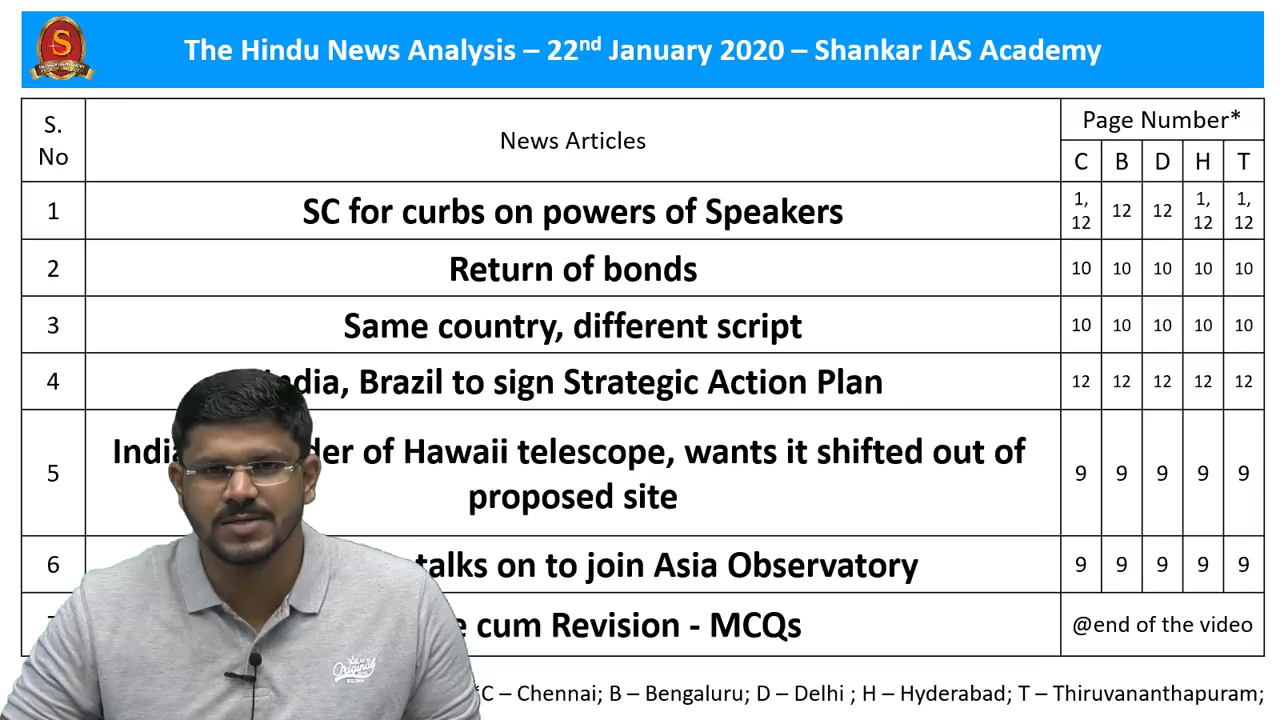 The Hindu News Analysis – 22nd January 2020 – Shankar IAS Academy
S. No
News Articles
Page Number*
C B D H T
1 SC for curbs on powers of Speakers 1, 12 12 12 1, 12 1, 12
2 Return of bonds 10 10 10 10 10
3 Same country, different script 10 10 10 10 10
4 India, Brazil to sign Strategic Action Plan 12 12 12 12 12
5 of Hawaii telescope, wants it shifted out of
proposed site 9 9 9 9 9
6 talks on to join Asia Observatory 9 9 9 9 9
cum Revision - MCQs @end of the video
*C – Chennai; B – Bengaluru; D – Delhi ; H – Hyderabad; T – Thiruvananthapuram;
S
Original